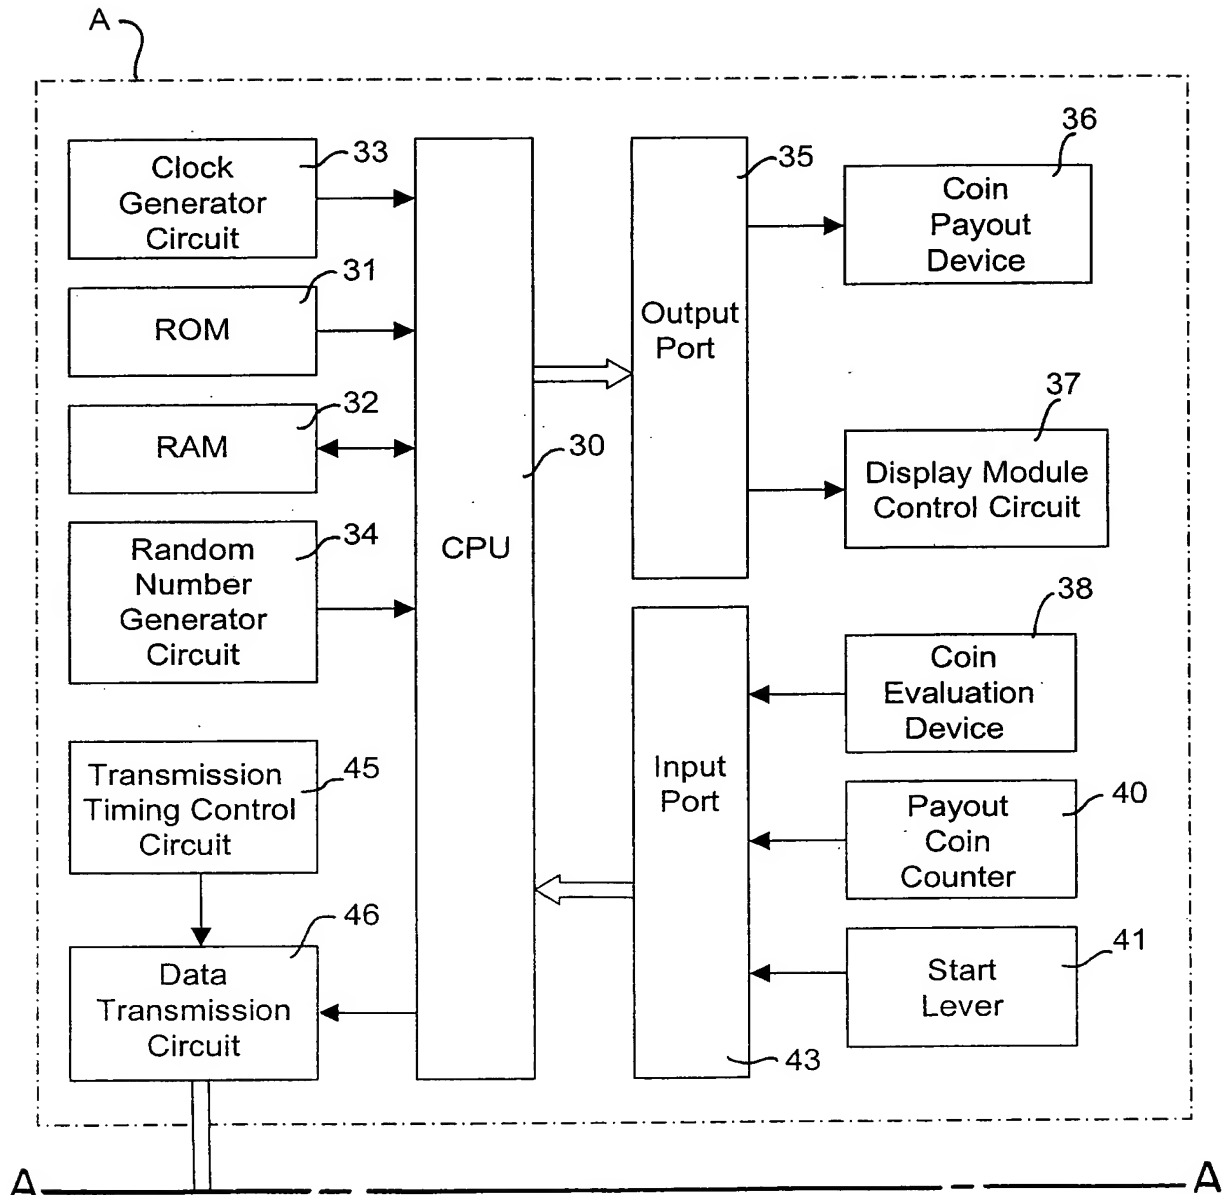 A
Clock
Generator
Circuit
33
ROM
31
RAM
32
Random
Number
Generator
Circuit
34
Transmission
Timing Control
Circuit
45
Data
Transmission
Circuit
46
CPU
30
Output
Port
35
Input
Port
43
Coin
Payout
Device
36
Display Module
Control Circuit
37
Coin
Evaluation
Device
38
Payout
Coin
Counter
40
Start
Lever
41
A
A